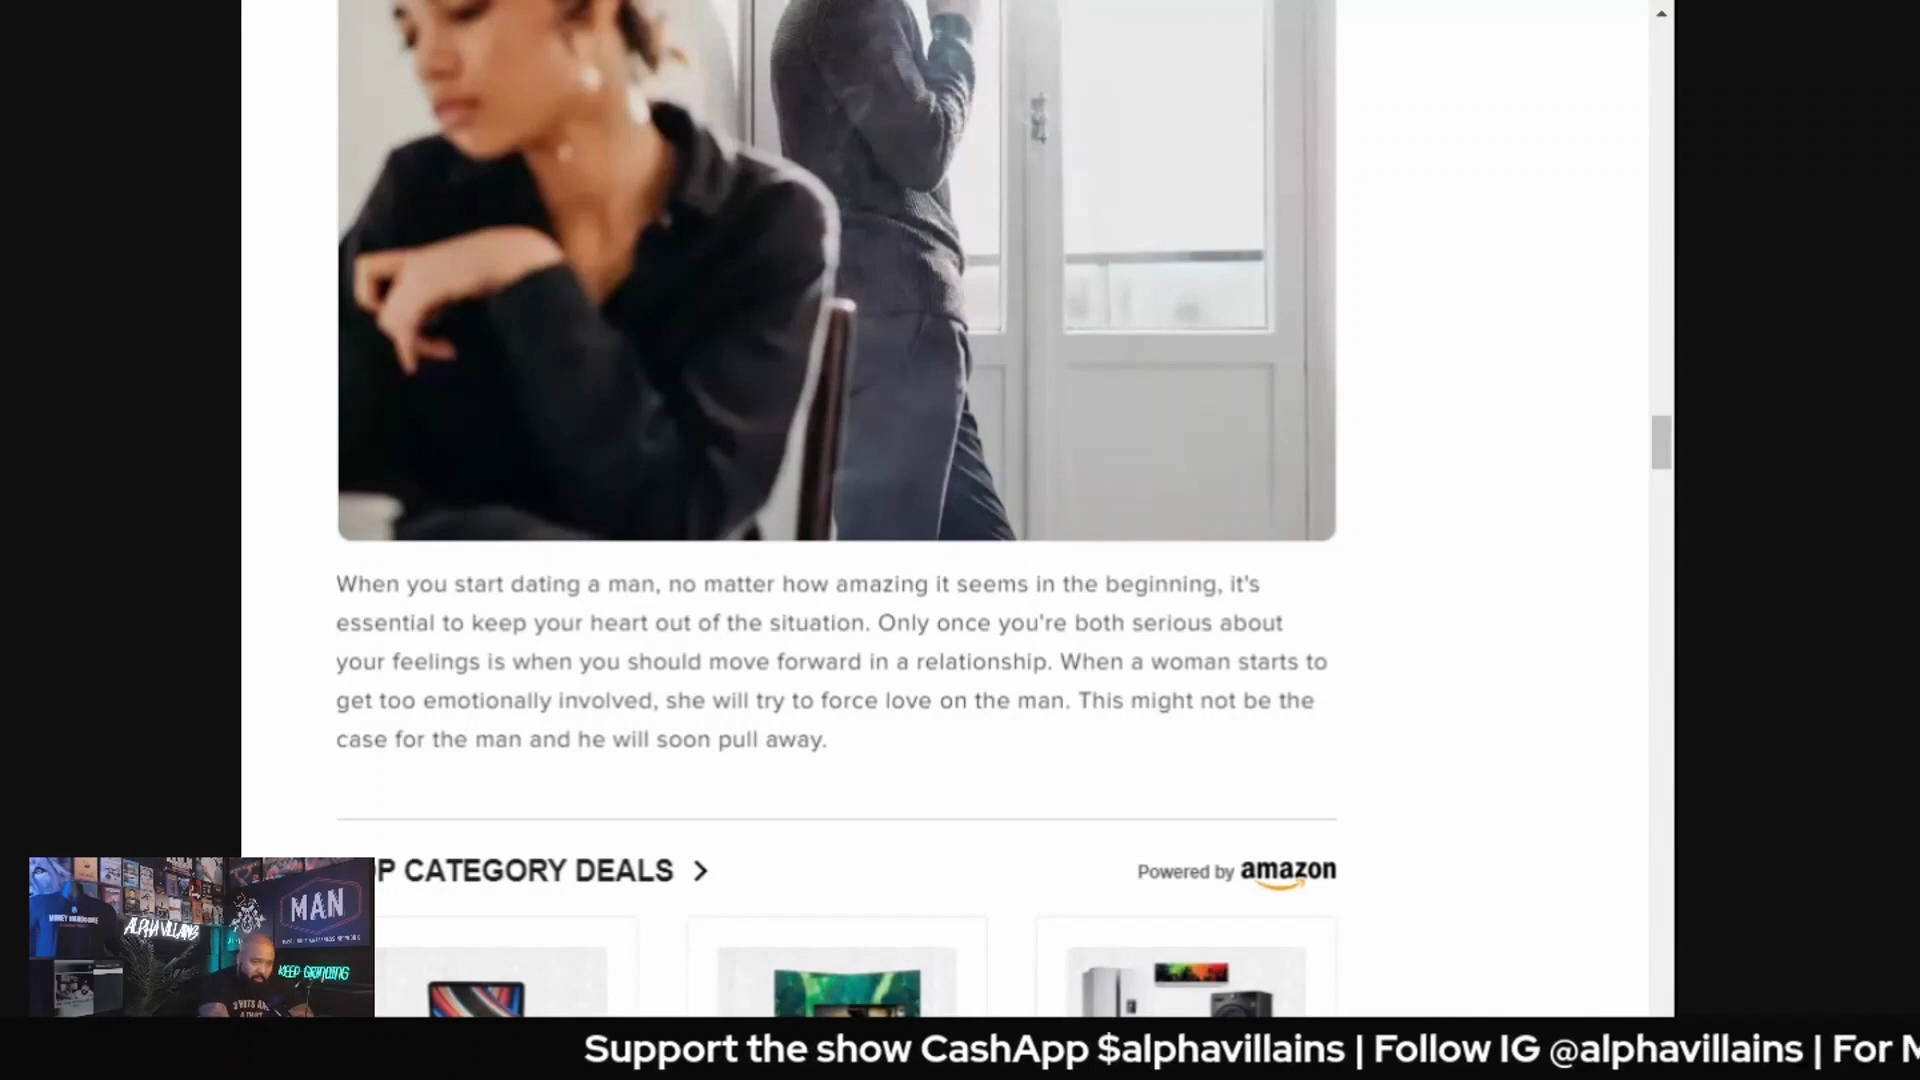 When you start dating a man, no matter how amazing it seems in the beginning, it's
essential to keep your heart out of the situation. Only once you're both serious about
your feelings is when you should move forward in a relationship. When a woman starts to
get too emotionally involved, she will try to force love on the man. This might not be the
case for the man and he will soon pull away.
P CATEGORY DEALS
Powered by amazon
MAN
ALPHA VILLAINS
KEEP GRINDING
Support the show CashApp $alphavillains | Follow IG @alphavillains | For M